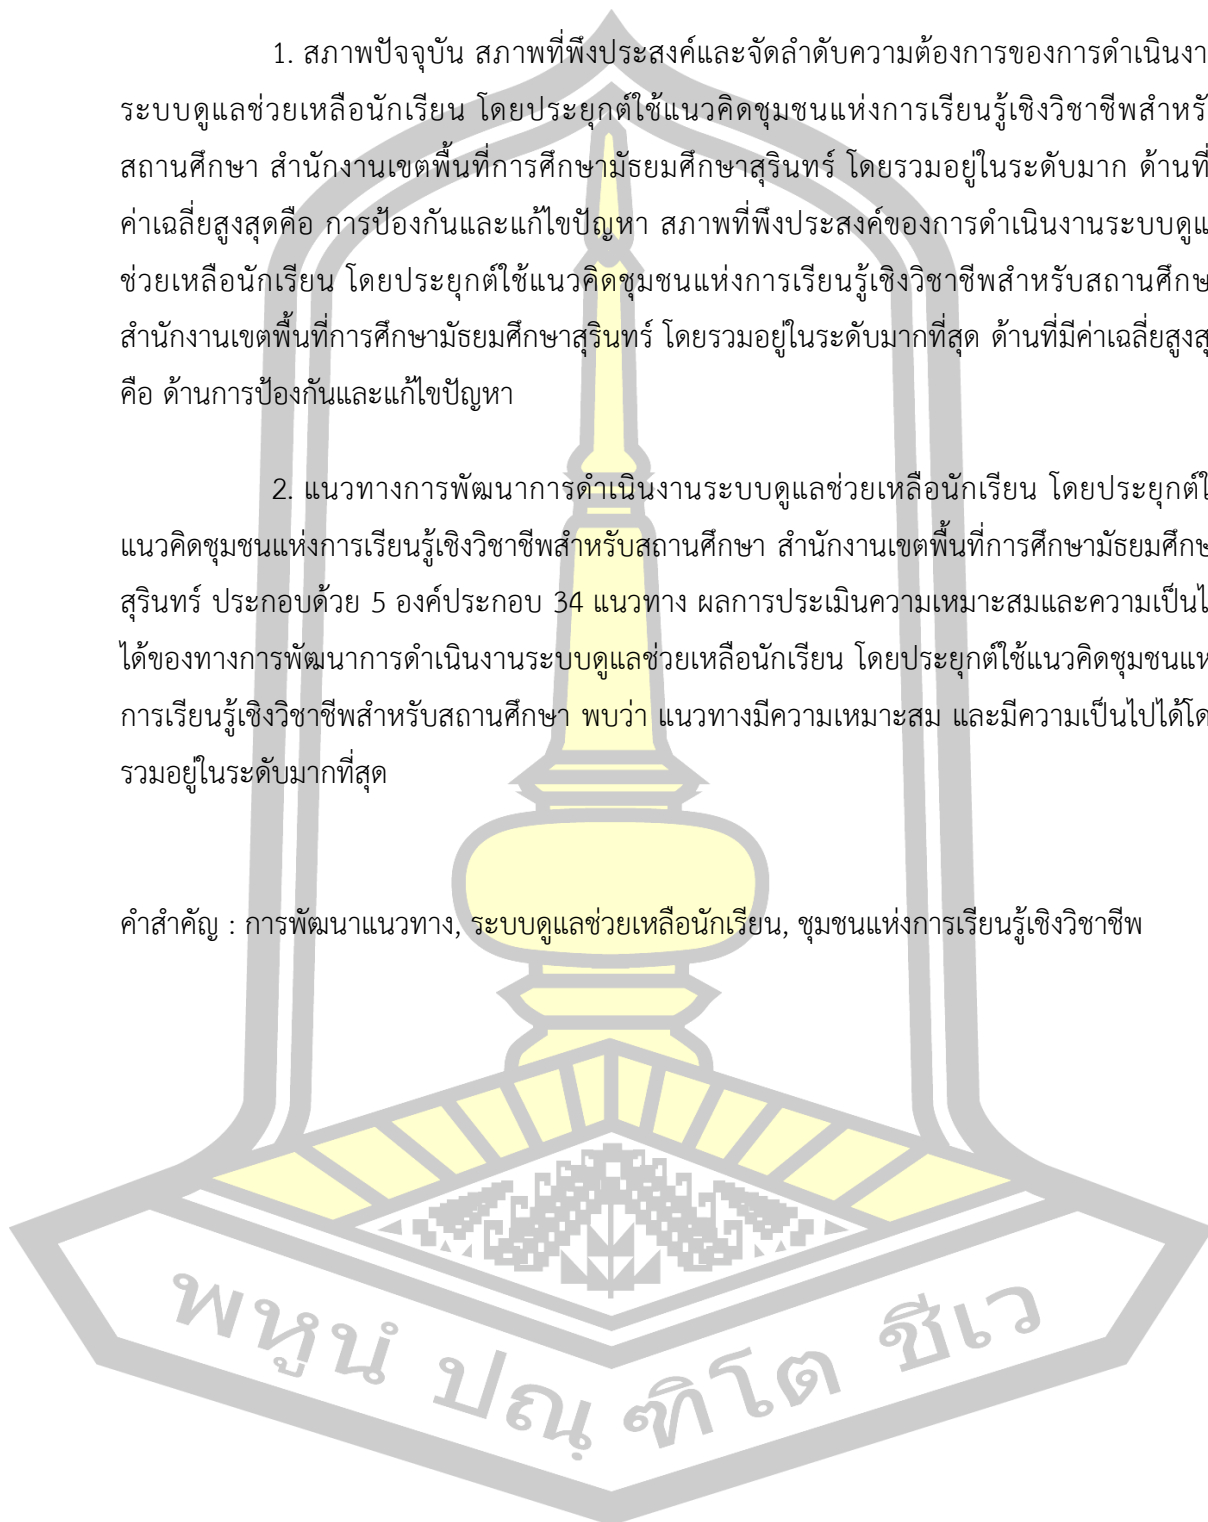 1. สภาพปัจจุบัน สภาพที่พึงประสงค์และจัดลำดับความต้องการของการดำเนินงา
ระบบดูแลช่วยเหลือนักเรียน โดยประยุกต์ใช้แนวคิดชุมชนแห่งการเรียนรู้เชิงวิชาชีพสำหรั
สถานศึกษา สำนักงานเขตพื้นที่การศึกษามัธยมศึกษาสุรินทร์ โดยรวมอยู่ในระดับมาก ด้านที่
ค่าเฉลี่ยสูงสุดคือ การป้องกันและแก้ไขปัญหา สภาพที่พึงประสงค์ของการดำเนินงานระบบดูแ
ช่วยเหลือนักเรียน โดยประยุกต์ใช้แนวคิดชุมชนแห่งการเรียนรู้เชิงวิชาชีพสำหรับสถานศึกษ
สำนักงานเขตพื้นที่การศึกษามัธยมศึกษาสุรินทร์ โดยรวมอยู่ในระดับมากที่สุด ด้านที่มีค่าเฉลี่ยสูงสุ
คือ ด้านการป้องกันและแก้ไขปัญหา
2. แนวทางการพัฒนาการดำเนินงานระบบดูแลช่วยเหลือนักเรียน โดยประยุกต์ใ
แนวคิดชุมชนแห่งการเรียนรู้เชิงวิชาชีพสำหรับสถานศึกษา สำนักงานเขตพื้นที่การศึกษามัธยมศึกษ
สุรินทร์ ประกอบด้วย 5 องค์ประกอบ 34 แนวทาง ผลการประเมินความเหมาะสมและความเป็นไ
ได้ของทางการพัฒนาการดำเนินงานระบบดูแลช่วยเหลือนักเรียน โดยประยุกต์ใช้แนวคิดชุมชนแห
การเรียนรู้เชิงวิชาชีพสำหรับสถานศึกษา พบว่า แนวทางมีความเหมาะสม และมีความเป็นไปได้โด
รวมอยู่ในระดับมากที่สุด
คำสำคัญ : การพัฒนาแนวทาง, ระบบดูแลช่วยเหลือนักเรียน, ชุมชนแห่งการเรียนรู้เชิงวิชาชีพ
พหูนํ ปณฺฑิโต ชีเว